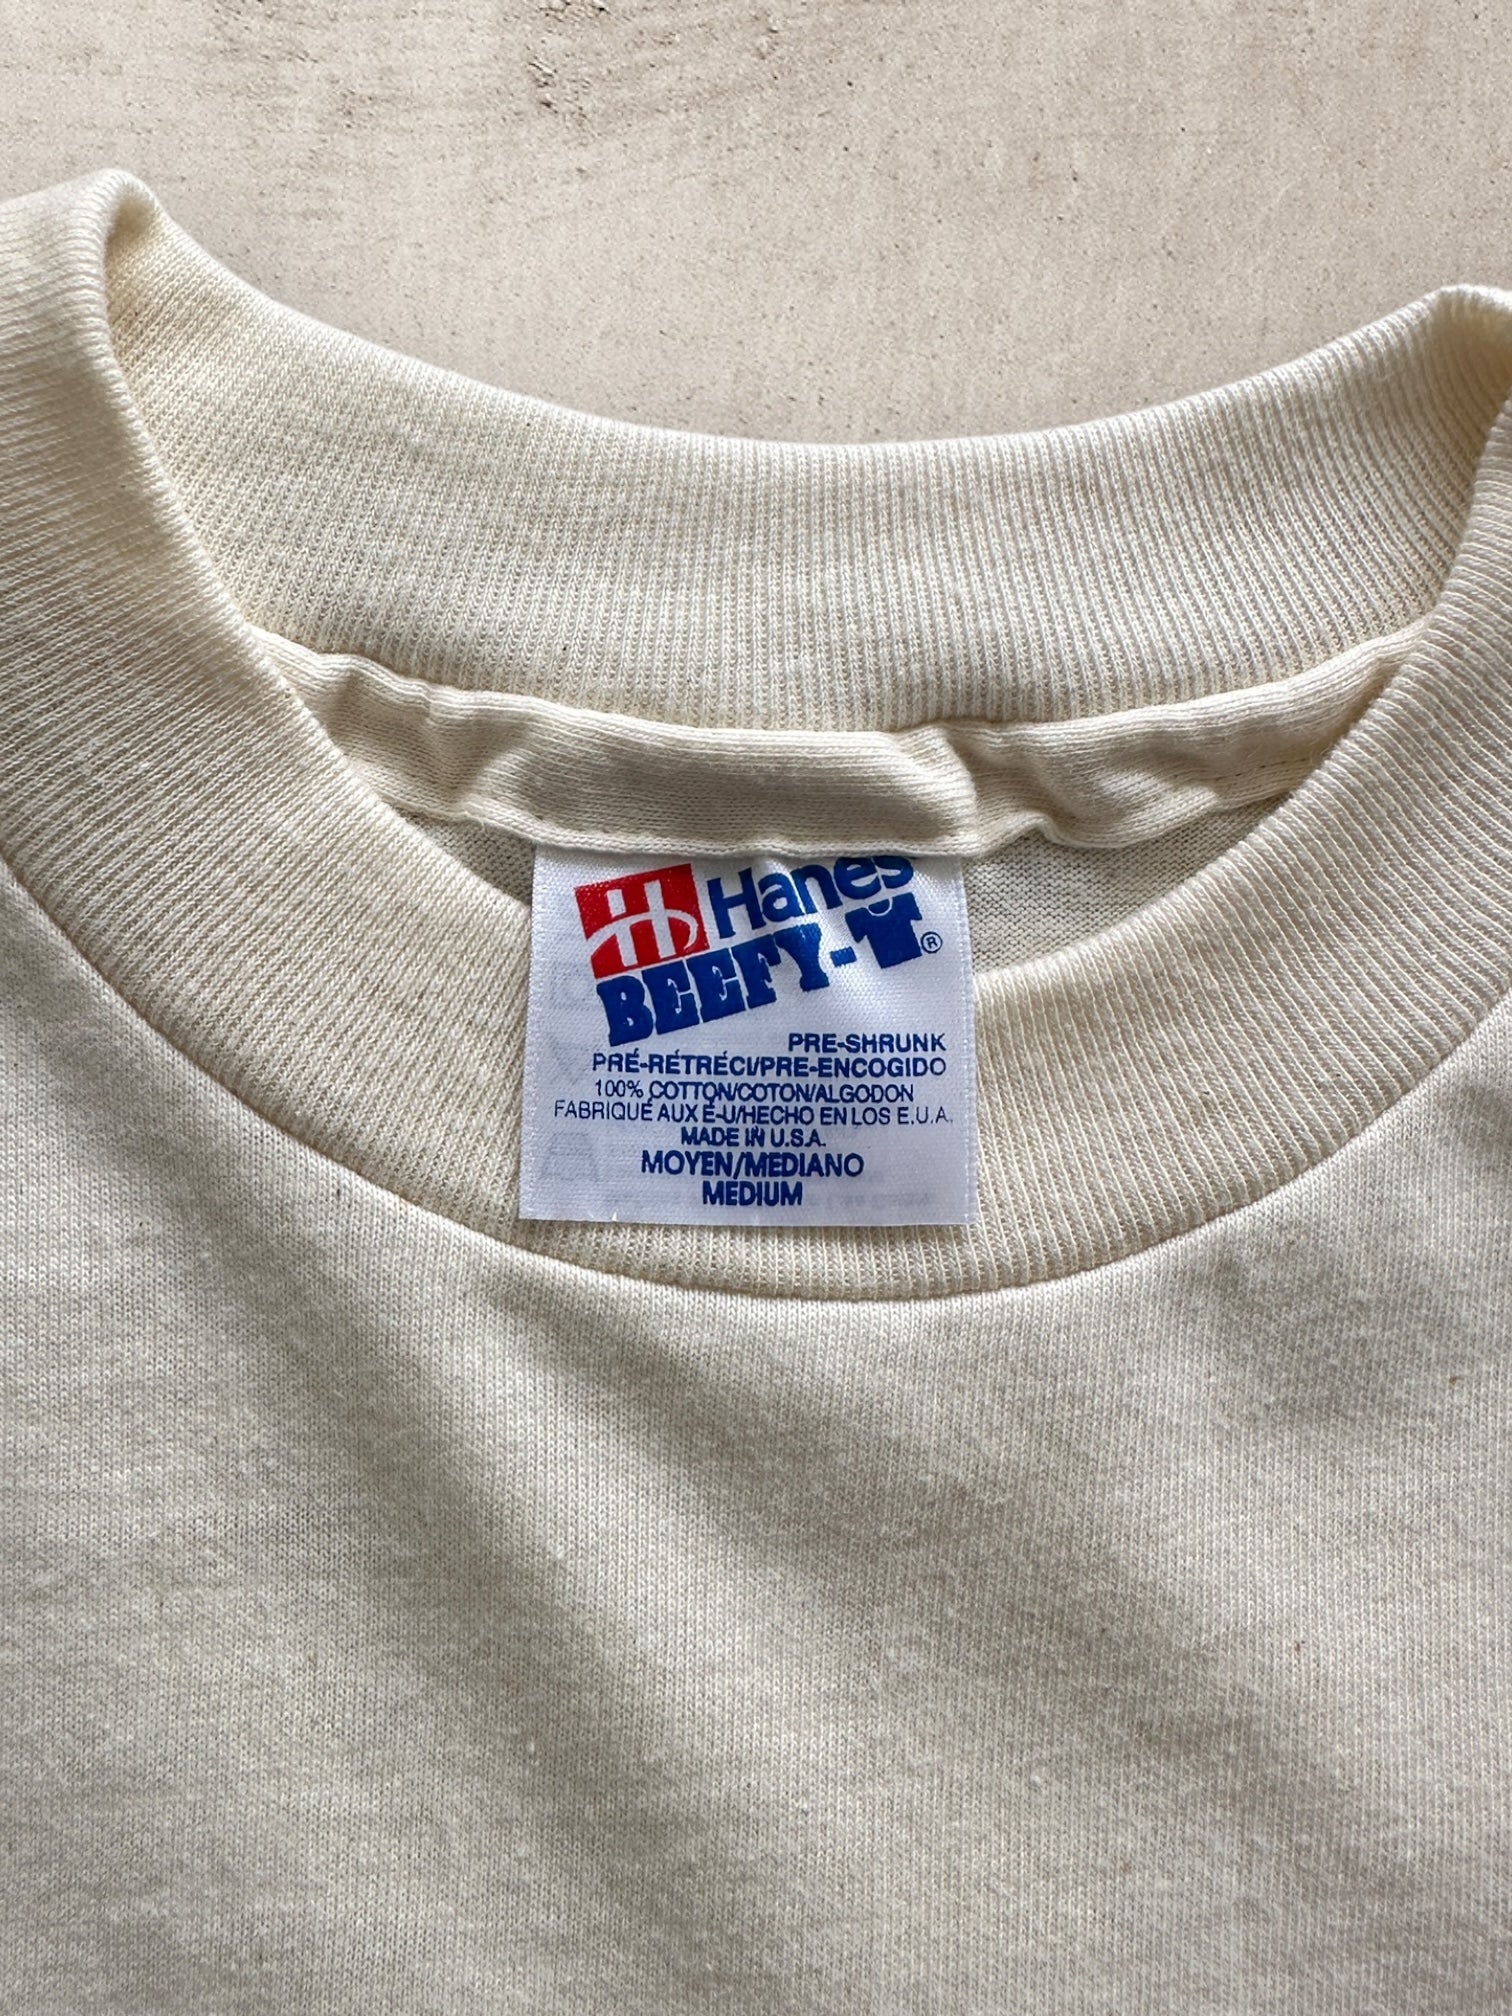 Hanes
BEEFY-T®
PRE-SHRUNK
PRÉ-RÉTRÉCI/PRE-ENCOGIDO
100% COTTON/COTON/ALGODON
FABRIQUÉ AUX É-U/HECHO EN LOS E.U.A.
MADE IN U.S.A.
MOYEN/MEDIANO
MEDIUM